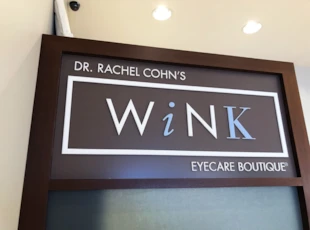 DR. RACHEL COHN'S
WiNK
EYECARE BOUTIQUE®